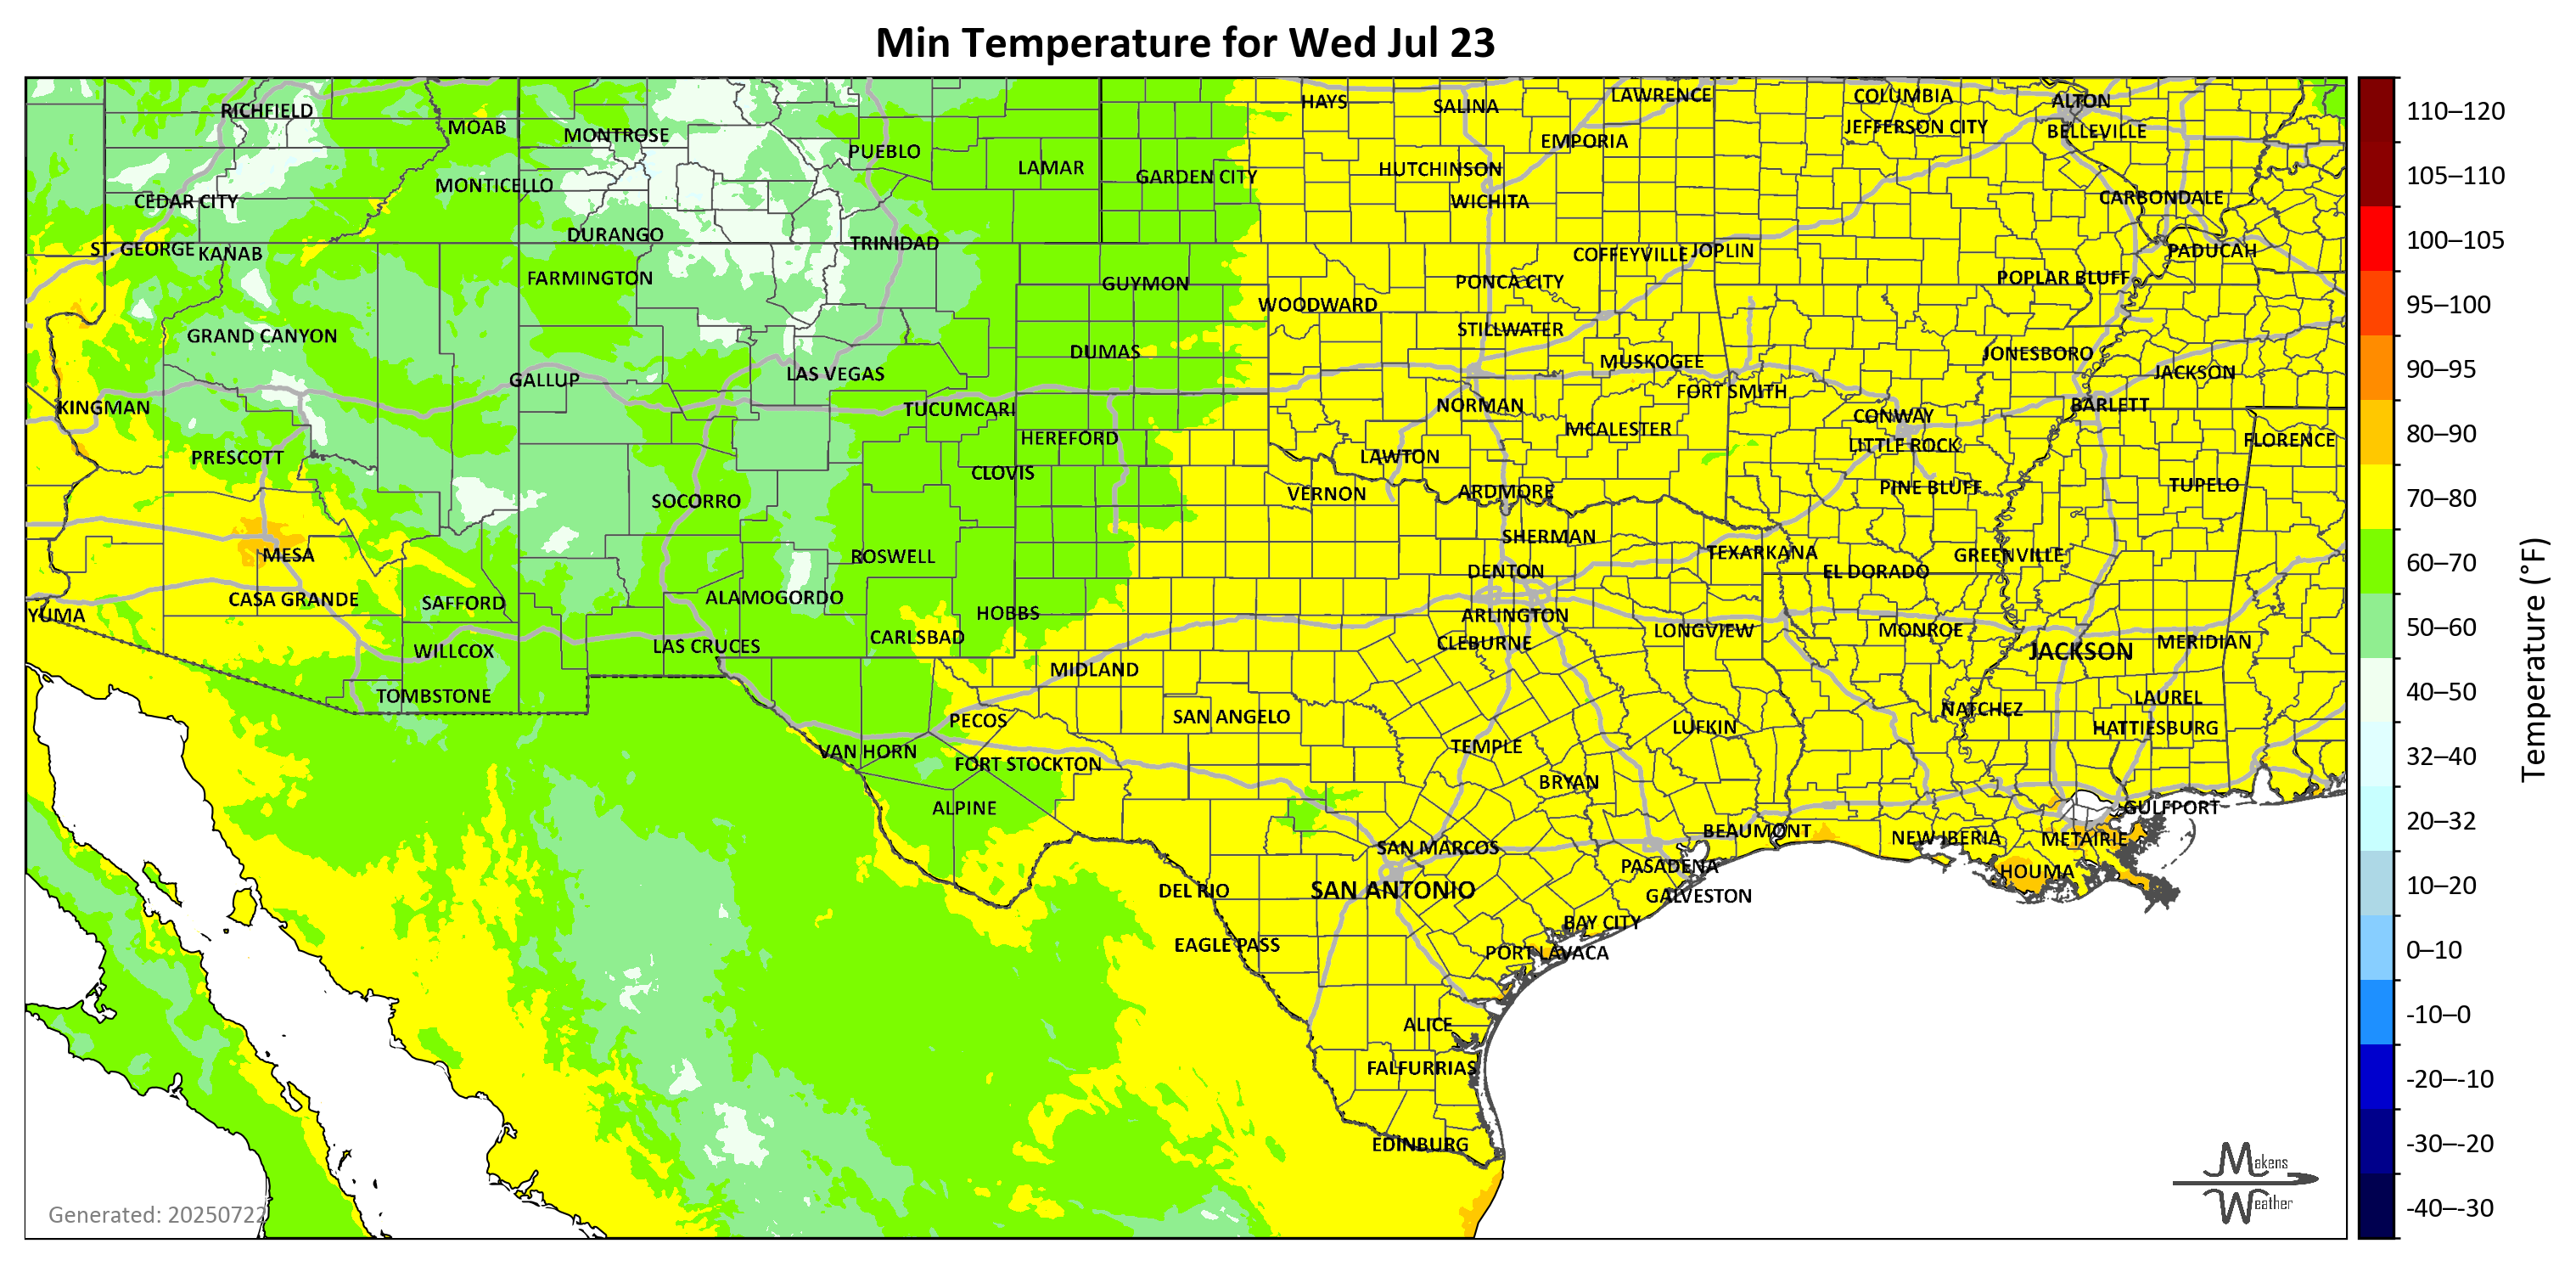 Min Temperature for Wed Jul 23
RICHFIELD
MOAB
MONTROSE
PUEBLO
LAMAR
GARDEN CITY
HAYS
SALINA
LAWRENCE
EMPORIA
HUTCHINSON
WICHITA
COLUMBIA
JEFFERSON CITY
ALTON
BELLEVILLE
CARBONDALE
CEDAR CITY
MONTICELLO
DURANGO
TRINIDAD
ST. GEORGE
KANAB
FARMINGTON
GUYMON
WOODWARD
PONCA CITY
COFFEYVILLE
JOPLIN
POPLAR BLUFF
PADUCAH
GRAND CANYON
GALLUP
LAS VEGAS
DUMAS
STILLWATER
MUSKOGEE
FORT SMITH
JONESBORO
JACKSON
KINGMAN
TUCUMCARI
HEREFORD
NORMAN
MCALESTER
CONWAY
LITTLE ROCK
BARLETT
FLORENCE
PRESCOTT
SOCORRO
CLOVIS
LAWTON
VERNON
ARDMORE
PINE BLUFF
TUPELO
MESA
ROSWELL
SHERMAN
TEXARKANA
GREENVILLE
DENTON
EL DORADO
CASA GRANDE
SAFFORD
ALAMOGORDO
HOBBS
ARLINGTON
YUMA
WILLCOX
LAS CRUCES
CARLSBAD
CLEBURNE
LONGVIEW
MONROE
JACKSON
MERIDIAN
TOMBSTONE
MIDLAND
PECOS
SAN ANGELO
LUFKIN
NATCHEZ
LAUREL
HATTIESBURG
VAN HORN
FORT STOCKTON
TEMPLE
BRYAN
ALPINE
GULFPORT
BEAUMONT
NEW IBERIA
METAIRIE
SAN MARCOS
PASADENA
HOUMA
DEL RIO
SAN ANTONIO
GALVESTON
BAY CITY
EAGLE PASS
PORT LAVACA
ALICE
FALFURRIAS
EDINBURG
Generated: 20250722
Makens
Weather
110–120
105–110
100–105
95–100
90–95
80–90
70–80
60–70
50–60
40–50
32–40
20–32
10–20
0–10
-10–0
-20–-10
-30–-20
-40–-30
Temperature (°F)